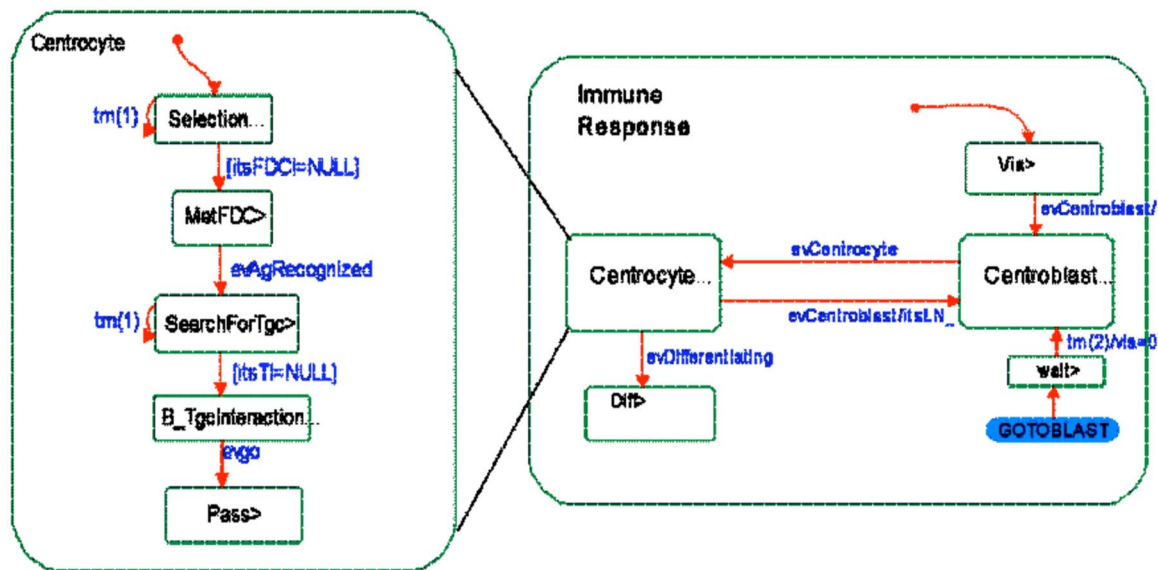 Centrocyte
tm(1)
Selection...
[itsFDC!=NULL]
MetFDC>
evAgRecognized
tm(1)
SearchForTgc>
[itsT!=NULL]
B_TgcInteraction...
evgo
Pass>
Immune
Response
Vis>
evCentroblast/
evCentrocyte
Centrocyte...
Centroblast...
evCentroblast/itsLN_
evDifferentiating
tm(2)/vis=0
wait>
Diff>
GOTOBLAST